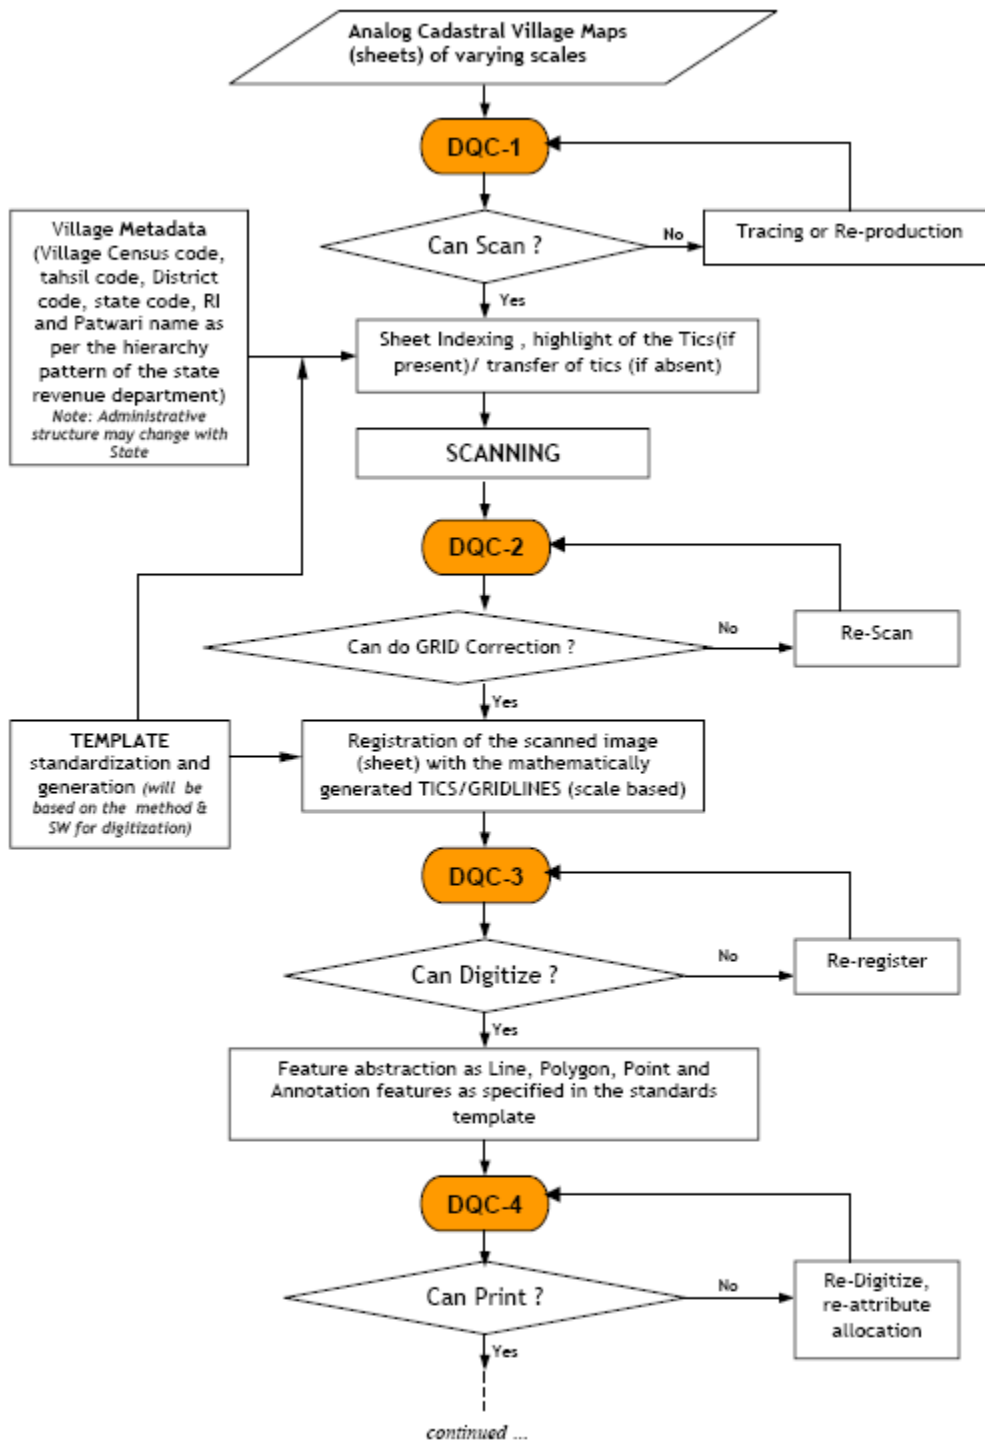 Analog Cadastral Village Maps
(sheets) of varying scales
DQC-1
Can Scan ?
No
Tracing or Re-production
Yes
Village Metadata
(Village Census code,
tahsil code, District
code, state code, RI
and Patwari name as
per the hierarchy
pattern of the state
revenue department)
Note: Administrative
structure may change with
State
Sheet Indexing , highlight of the Tics(if
present)/ transfer of tics (if absent)
SCANNING
DQC-2
Can do GRID Correction ?
No
Re-Scan
Yes
TEMPLATE
standardization and
generation (will be
based on the method &
SW for digitization)
Registration of the scanned image
(sheet) with the mathematically
generated TICS/GRIDLINES (scale based)
DQC-3
Can Digitize ?
No
Re-register
Yes
Feature abstraction as Line, Polygon, Point and
Annotation features as specified in the standards
template
DQC-4
Can Print ?
No
Re-Digitize,
re-attribute
allocation
Yes
continued ...